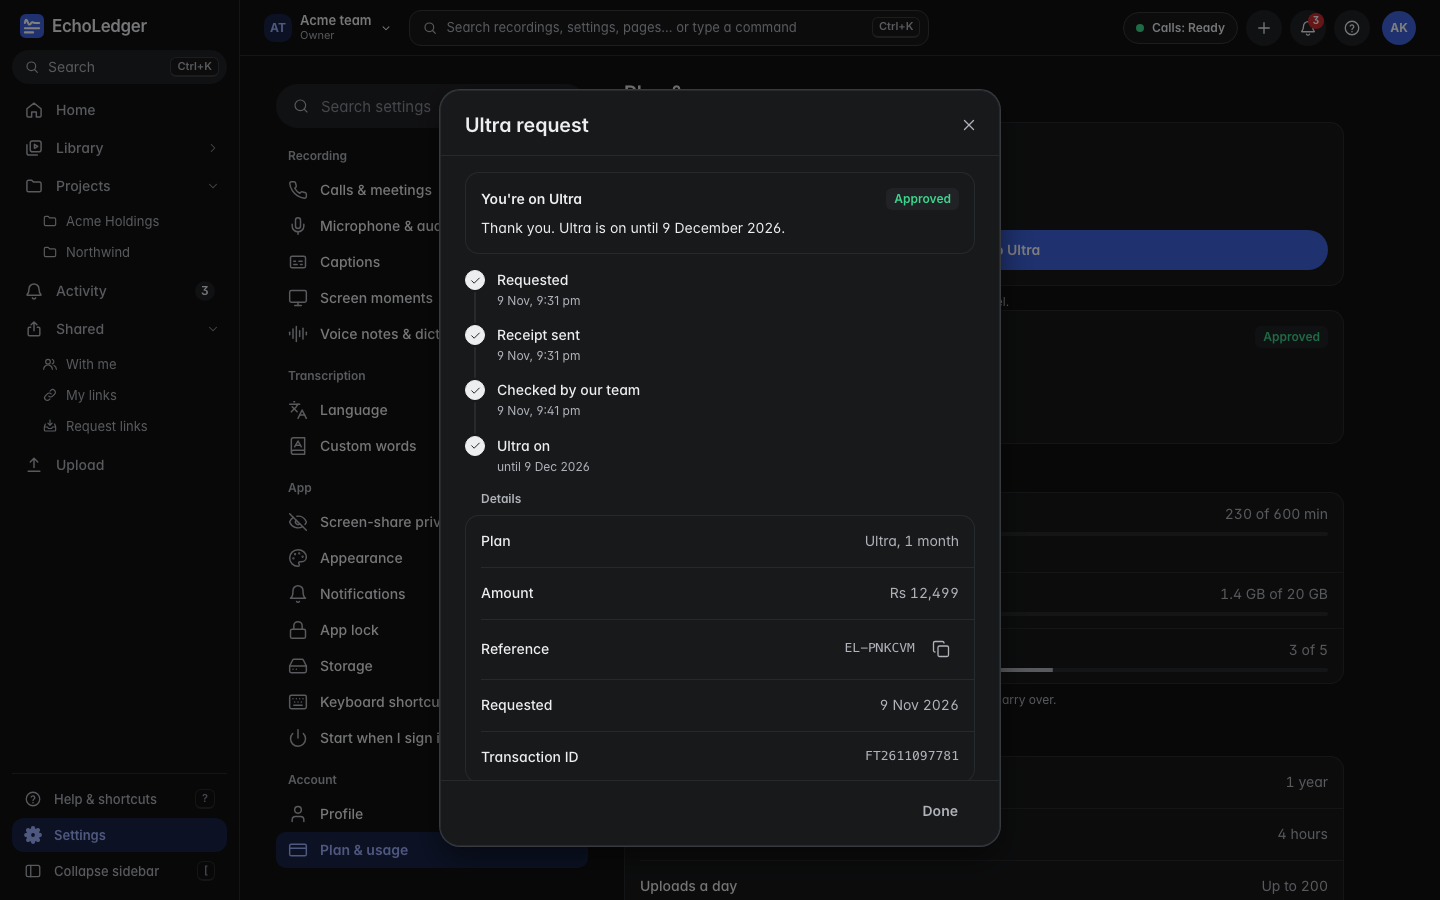 EchoLedger
Search Ctrl+K
Home
Library
Projects
Acme Holdings
Northwind
Activity 3
Shared
With me
My links
Request links
Upload
Help & shortcuts ?
Settings
Collapse sidebar [
AT Acme team
Owner
Search recordings, settings, pages... or type a command Ctrl+K
Calls: Ready
3
AK
Search settings
Recording
Calls & meetings
Microphone & aud
Captions
Screen moments
Voice notes & dict
Transcription
Language
Custom words
App
Screen-share priv
Appearance
Notifications
App lock
Storage
Keyboard shortcu
Start when I sign i
Account
Profile
Plan & usage
Ultra request
You're on Ultra Approved
Thank you. Ultra is on until 9 December 2026.
Requested
9 Nov, 9:31 pm
Receipt sent
9 Nov, 9:31 pm
Checked by our team
9 Nov, 9:41 pm
Ultra on
until 9 Dec 2026
Details
Plan Ultra, 1 month
Amount Rs 12,499
Reference EL-PNKCVM
Requested 9 Nov 2026
Transaction ID FT2611097781
Done
Ultra
Approved
230 of 600 min
1.4 GB of 20 GB
3 of 5
arry over.
1 year
4 hours
Uploads a day Up to 200